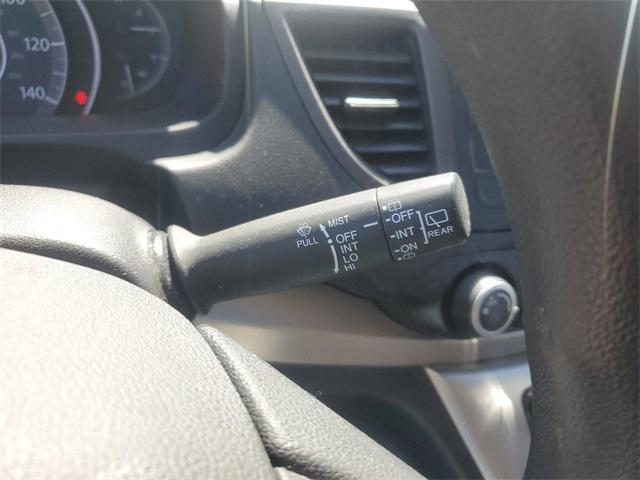 120
140
MIST
PULL
OFF
INT
LO
HI
-OFF
-INT
-ON
REAR